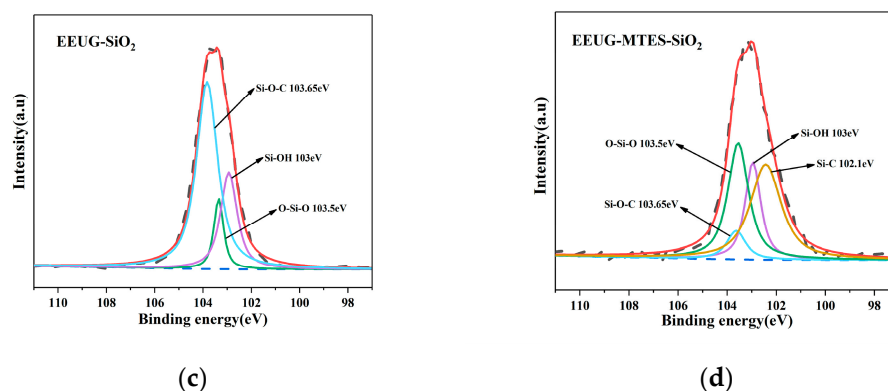 EEUG-SiO₂
Si-O-C 103.65eV
Si-OH 103eV
O-Si-O 103.5eV
Intensity(a.u)
110 108 106 104 102 100 98
Binding energy(eV)
(c)
EEUG-MTES-SiO₂
O-Si-O 103.5eV
Si-OH 103eV
Si-C 102.1eV
Si-O-C 103.65eV
Intensity(a.u)
110 108 106 104 102 100 98
Binding energy(eV)
(d)